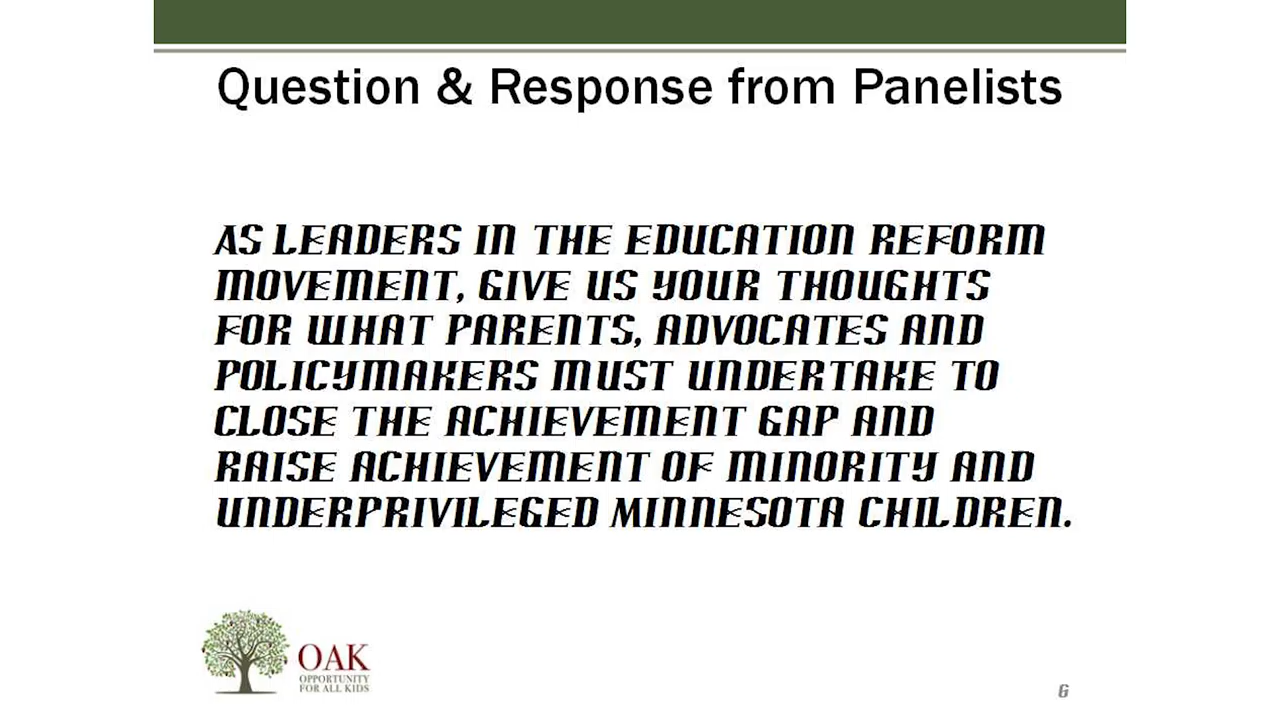 Question & Response from Panelists
AS LEADERS IN THE EDUCATION REFORM
MOVEMENT, GIVE US YOUR THOUGHTS
FOR WHAT PARENTS, ADVOCATES AND
POLICYMAKERS MUST UNDERTAKE TO
CLOSE THE ACHIEVEMENT GAP AND
RAISE ACHIEVEMENT OF MINORITY AND
UNDERPRIVILEGED MINNESOTA CHILDREN.
OAK
OPPORTUNITY
FOR ALL KIDS
6